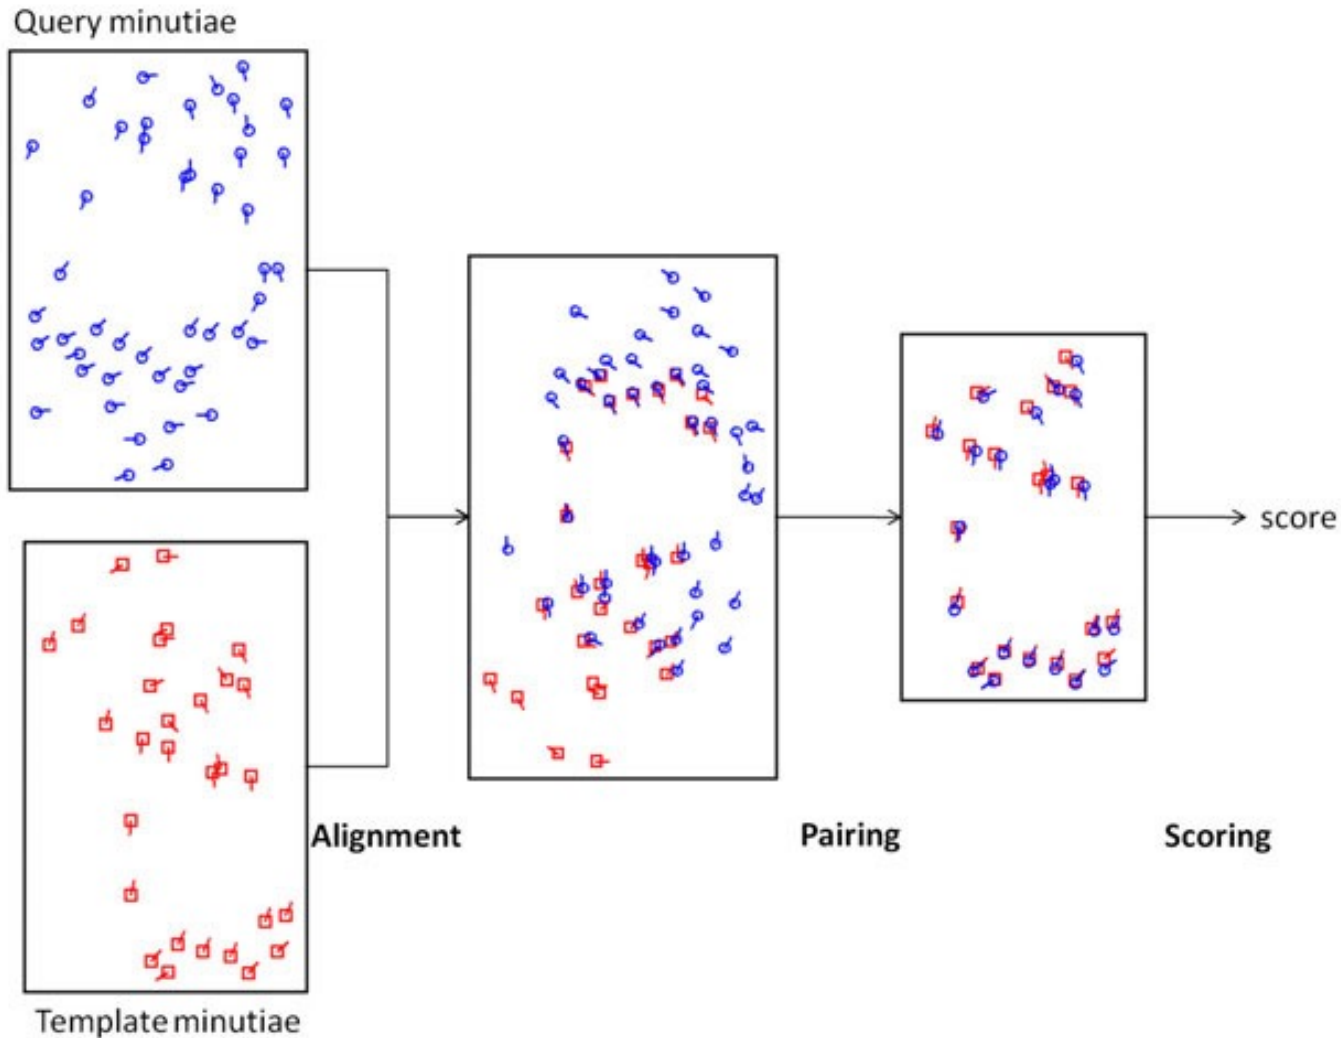 Query minutiae
score
Alignment
Pairing
Scoring
Template minutiae